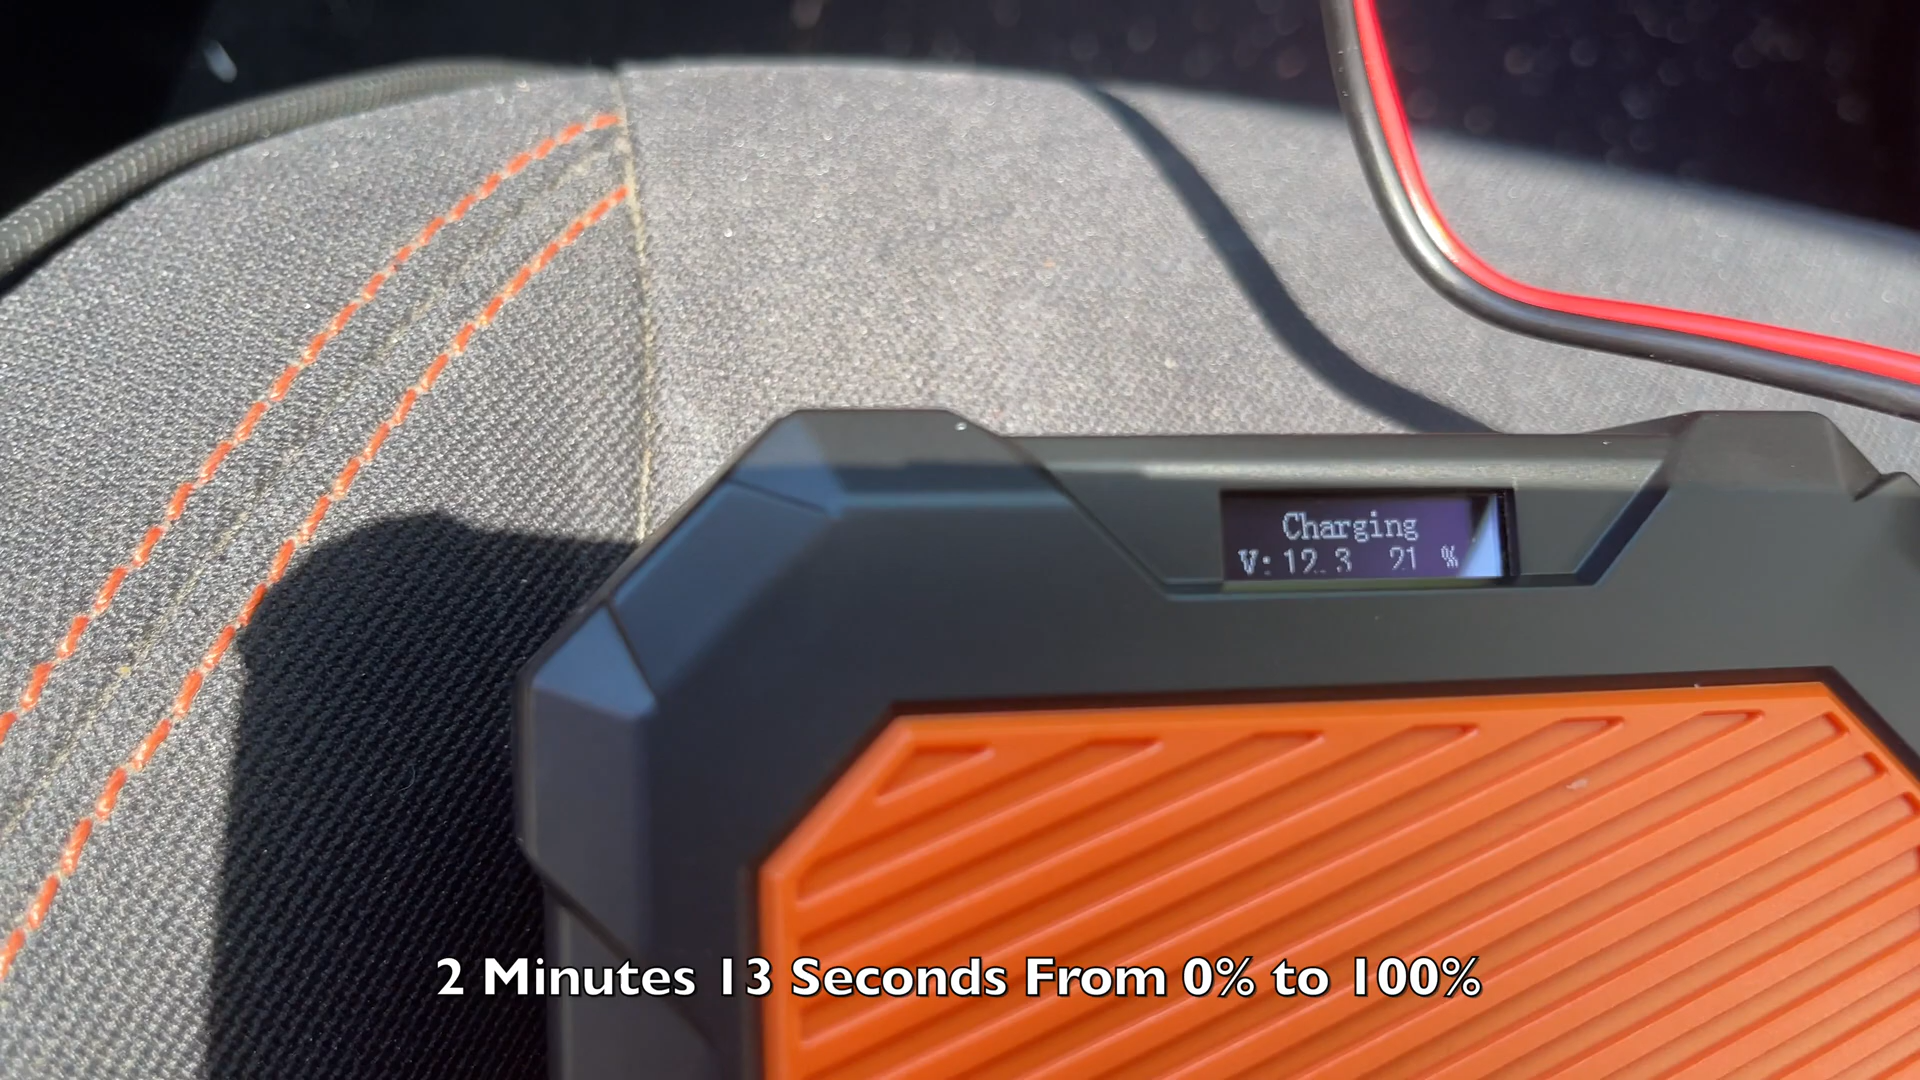 Charging
V: 12.3 21 %
2 Minutes 13 Seconds From 0% to 100%